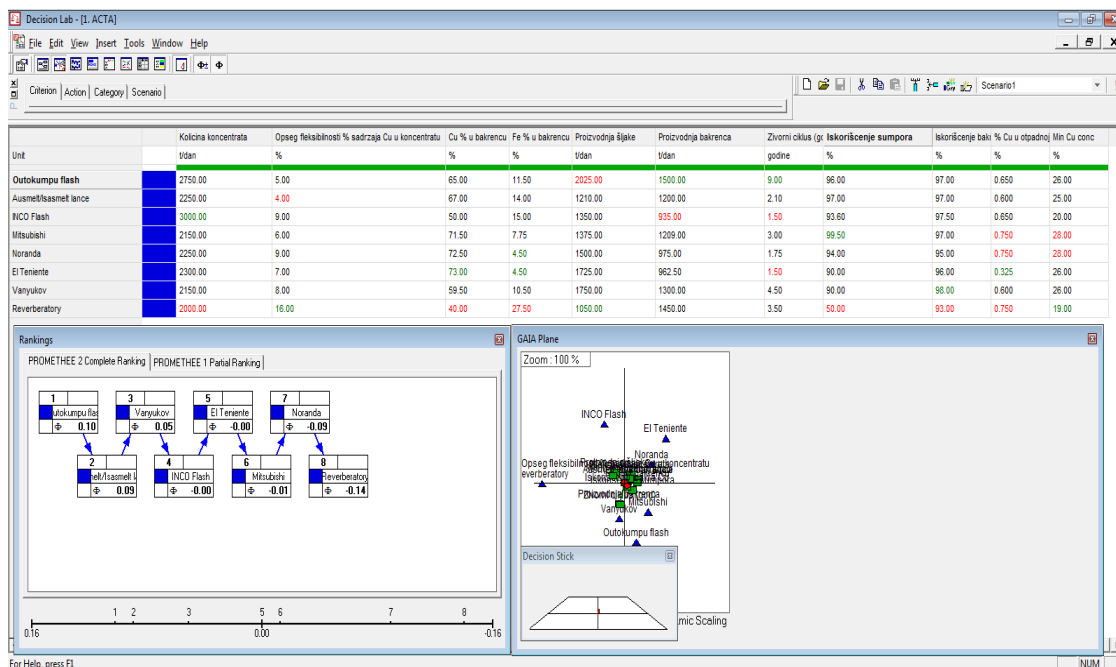 Decision Lab - [1. ACTA]
File Edit View Insert Tools Window Help
Φ± Φ
Criterion Action Category Scenario
Scenario1
Kolicina koncentrata Opseg fleksibilnosti % sadrzaja Cu u koncentratu Cu % u bakrencu Fe % u bakrencu Proizvodnja šljake Proizvodnja bakrenca Zivorni ciklus (gc Iskorišcenje sumpora Iskorišcenje bak % Cu u otpadnoj Min Cu conc
Unit t/dan % % % t/dan t/dan godine % % % %
Outokumpu flash 2750.00 5.00 65.00 11.50 2025.00 1500.00 9.00 96.00 97.00 0.650 26.00
Ausmelt/Isasmelt lance 2250.00 4.00 67.00 14.00 1210.00 1200.00 2.10 97.00 97.00 0.600 25.00
INCO Flash 3000.00 9.00 50.00 15.00 1350.00 935.00 1.50 93.60 97.50 0.650 20.00
Mitsubishi 2150.00 6.00 71.50 7.75 1375.00 1209.00 3.00 99.50 97.00 0.750 28.00
Noranda 2250.00 9.00 72.50 4.50 1500.00 975.00 1.75 94.00 95.00 0.750 28.00
El Teniente 2300.00 7.00 73.00 4.50 1725.00 962.50 1.50 90.00 96.00 0.325 26.00
Vanyukov 2150.00 8.00 59.50 10.50 1750.00 1300.00 4.50 90.00 98.00 0.600 26.00
Reverberatory 2000.00 16.00 40.00 27.50 1050.00 1450.00 3.50 50.00 93.00 0.750 19.00
Rankings
PROMETHEE 2 Complete Ranking PROMETHEE 1 Partial Ranking
1 3 5 7
utokumpu flas Vanyukov El Teniente Noranda
Φ 0.10 Φ 0.05 Φ -0.00 Φ -0.09
2 4 6 8
melt/Isasmelt l INCO Flash Mitsubishi Reverberatory
Φ 0.09 Φ -0.00 Φ -0.01 Φ -0.14
1 2 3 5 6 7 8
0.16 0.00 -0.16
GAIA Plane
Zoom : 100 %
INCO Flash
El Teniente
Noranda
Opseg fleksibil
everberatory
Mitsubishi
Vanyukov
Outokumpu flash
Decision Stick
mic Scaling
For Help, press F1
NUM